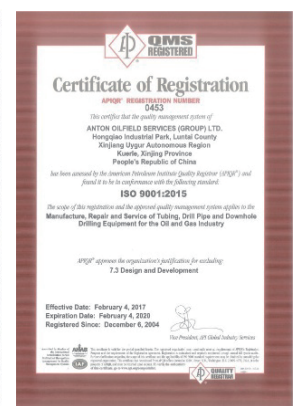 QMS
REGISTERED
Certificate of Registration
APIQR® REGISTRATION NUMBER
0453
This certifies that the quality management system of
ANTON OILFIELD SERVICES (GROUP) LTD.
Hongqiao Industrial Park, Luntai County
Xinjiang Uygur Autonomous Region
Kuerle, Xinjing Province
People's Republic of China
has been assessed by the American Petroleum Institute Quality Registrar (APIQR®) and
found it to be in conformance with the following standard:
ISO 9001:2015
The scope of this registration and the approved quality management system applies to the
Manufacture, Repair and Service of Tubing, Drill Pipe and Downhole
Drilling Equipment for the Oil and Gas Industry
APIQR® approves the organization's justification for excluding:
7.3 Design and Development
Effective Date: February 4, 2017
Expiration Date: February 4, 2020
Registered Since: December 6, 2004
Vice President, API Global Industry Services
QUALITY
REGISTRAR